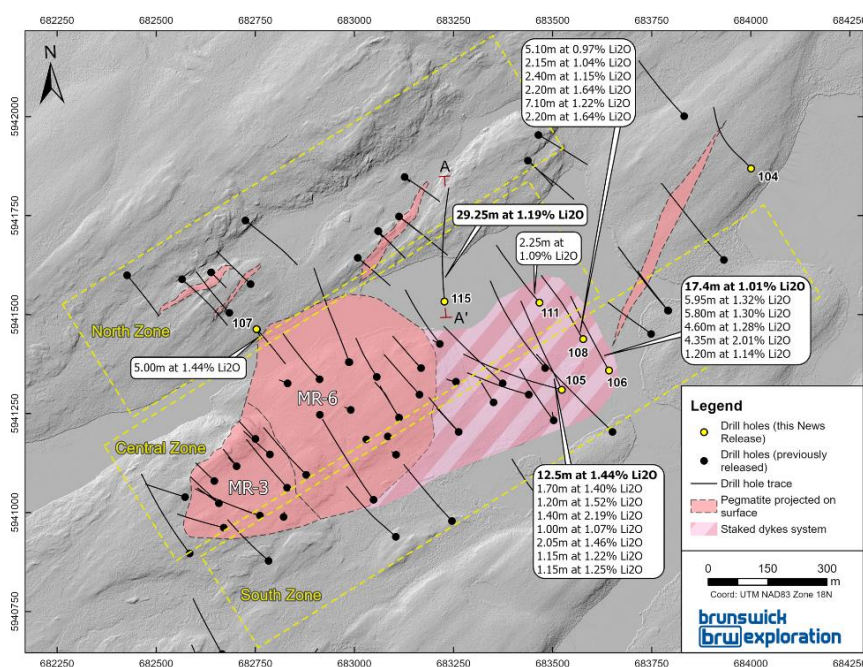 682250 682500 682750 683000 683250 683500 683750 684000 684250
N
5942000
5941750
5941500
5941250
5941000
5940750
5.10m at 0.97% Li2O
2.15m at 1.04% Li2O
2.40m at 1.15% Li2O
2.20m at 1.64% Li2O
7.10m at 1.22% Li2O
2.20m at 1.64% Li2O
104
A
29.25m at 1.19% Li2O
2.25m at
1.09% Li2O
17.4m at 1.01% Li2O
5.95m at 1.32% Li2O
5.80m at 1.30% Li2O
4.60m at 1.28% Li2O
4.35m at 2.01% Li2O
1.20m at 1.14% Li2O
115
A'
111
North Zone
107
108
5.00m at 1.44% Li2O
106
105
MR-6
Central Zone
MR-3
12.5m at 1.44% Li2O
1.70m at 1.40% Li2O
1.20m at 1.52% Li2O
1.40m at 2.19% Li2O
1.00m at 1.07% Li2O
2.05m at 1.46% Li2O
1.15m at 1.22% Li2O
1.15m at 1.25% Li2O
South Zone
Legend
Drill holes (this News
Release)
Drill holes (previously
released)
Drill hole trace
Pegmatite projected on
surface
Staked dykes system
0 150 300
m
Coord: UTM NAD83 Zone 18N
brunswick
brw exploration
682250 682500 682750 683000 683250 683500 683750 684000 684250